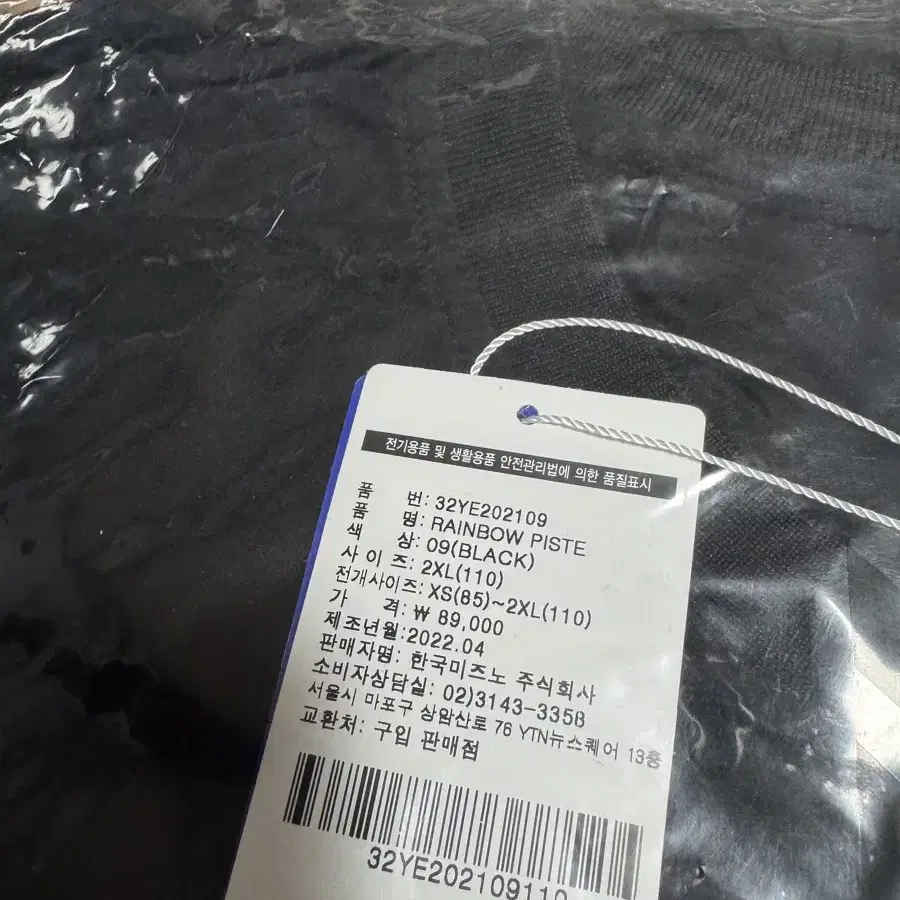 전기용품 및 생활용품 안전관리법에 의한 품질표시
품 번: 32YE202109
품 명: RAINBOW PISTE
색 상: 09(BLACK)
사 이 즈: 2XL(110)
전개사이즈: XS(85)~2XL(110)
가 격: ₩ 89,000
제조년월:2022.04
판매자명: 한국미즈노 주식회사
소비자상담실: 02)3143-3358
서울시 마포구 상암산로 76 YTN뉴스퀘어 13층
교환처: 구입 판매점
32YE202109110